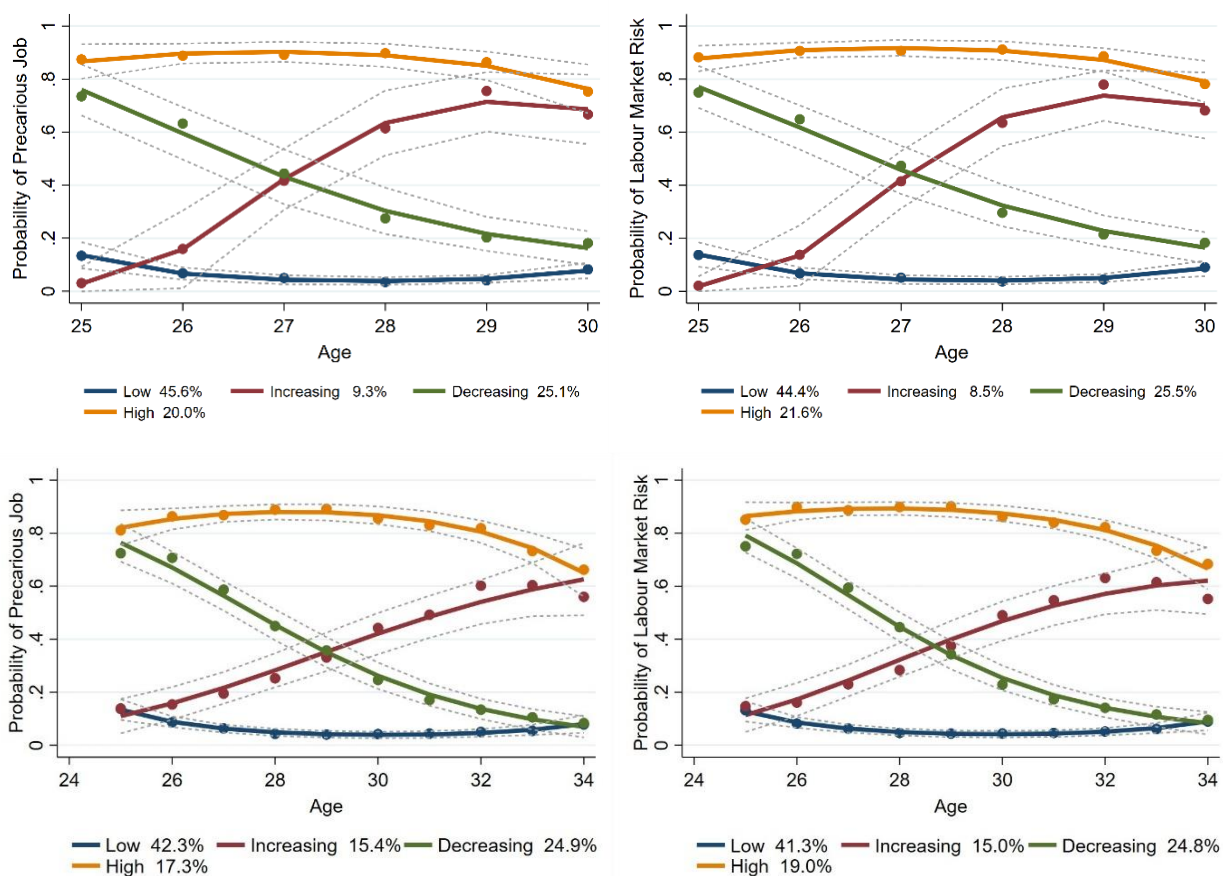 Probability of Precarious Job
1
.8
.6
.4
.2
0
25 26 27 28 29 30
Age
Low 45.6% Increasing 9.3% Decreasing 25.1%
High 20.0%
Probability of Labour Market Risk
1
.8
.6
.4
.2
0
25 26 27 28 29 30
Age
Low 44.4% Increasing 8.5% Decreasing 25.5%
High 21.6%
Probability of Precarious Job
1
.8
.6
.4
.2
0
24 26 28 30 32 34
Age
Low 42.3% Increasing 15.4% Decreasing 24.9%
High 17.3%
Probability of Labour Market Risk
1
.8
.6
.4
.2
0
24 26 28 30 32 34
Age
Low 41.3% Increasing 15.0% Decreasing 24.8%
High 19.0%